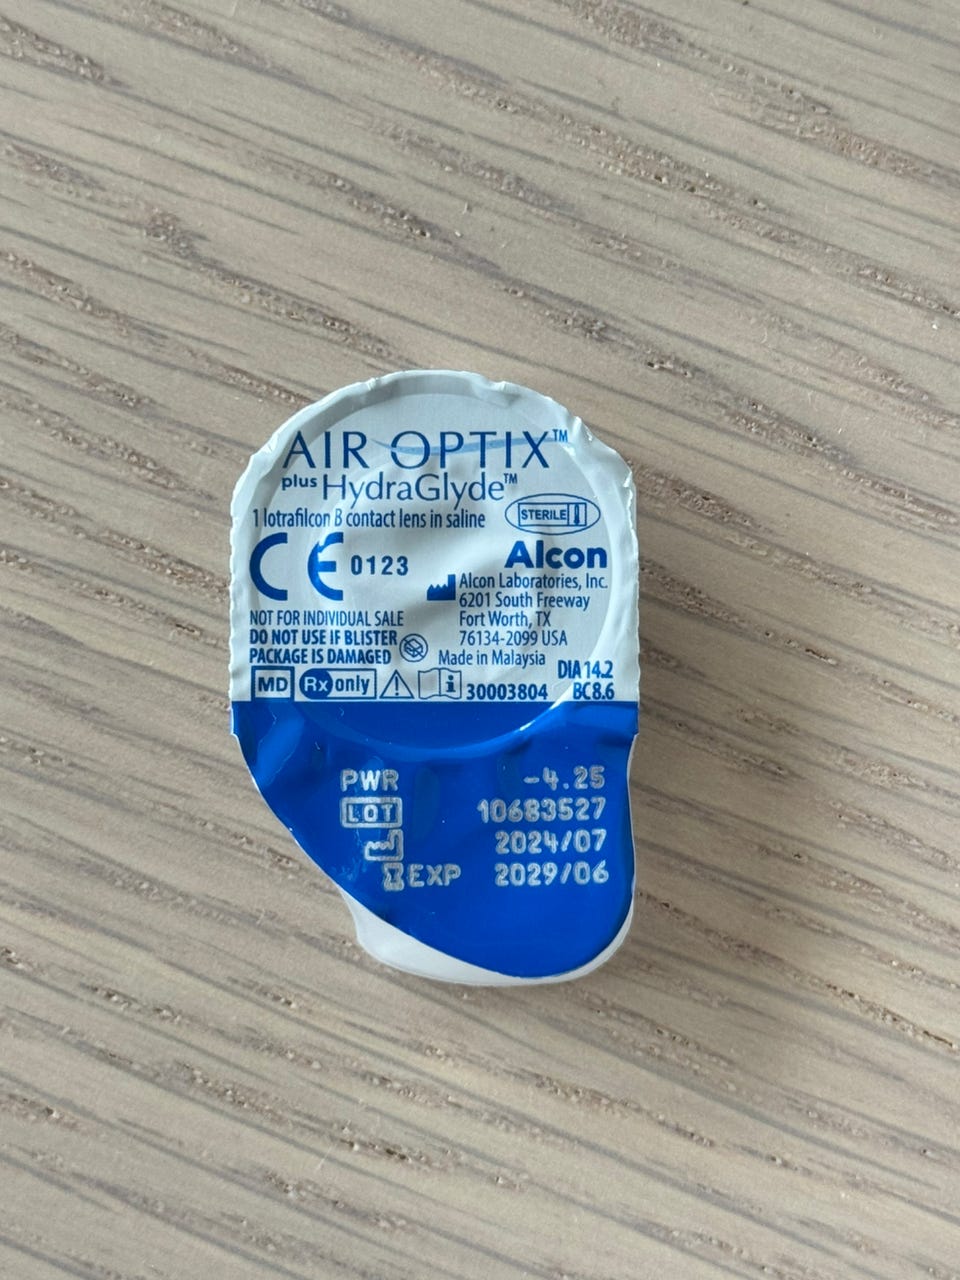 AIR OPTIX™
plus HydraGlyde™
1 lotrafilcon B contact lens in saline
STERILE
CE 0123
Alcon
Alcon Laboratories, Inc.
6201 South Freeway
Fort Worth, TX
76134-2099 USA
NOT FOR INDIVIDUAL SALE
DO NOT USE IF BLISTER
PACKAGE IS DAMAGED
Made in Malaysia
DIA 14.2
BC 8.6
MD Rx only i 30003804
PWR -4.25
LOT 10683527
2024/07
EXP 2029/06